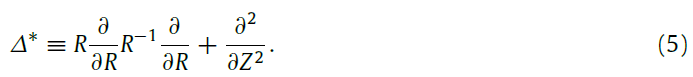 Δ* ≡ R ∂/∂R R⁻¹ ∂/∂R + ∂²/∂Z². (5)